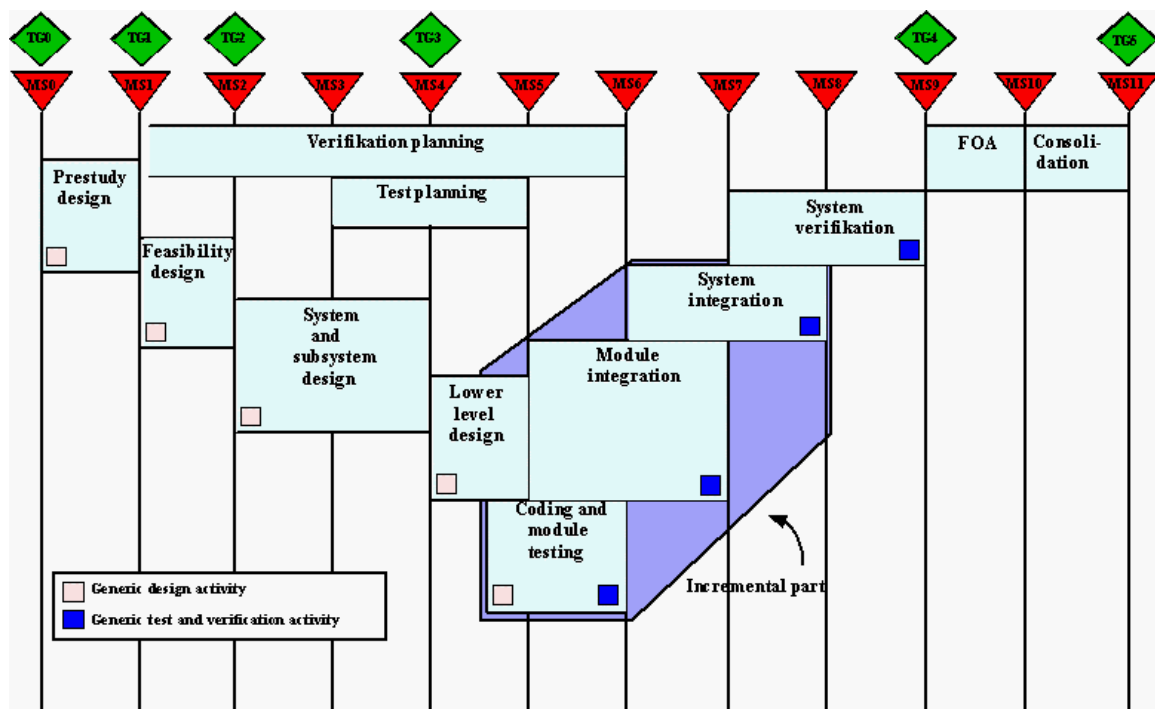 TG0 TG1 TG2 TG3 TG4 TG5
MS0 MS1 MS2 MS3 MS4 MS5 MS6 MS7 MS8 MS9 MS10 MS11
Verifikation planning
FOA
Consoli-
dation
Prestudy
design
Test planning
System
verifikation
Feasibility
design
System
integration
System
and
subsystem
design
Module
integration
Lower
level
design
Coding and
module
testing
Incremental part
Generic design activity
Generic test and verification activity